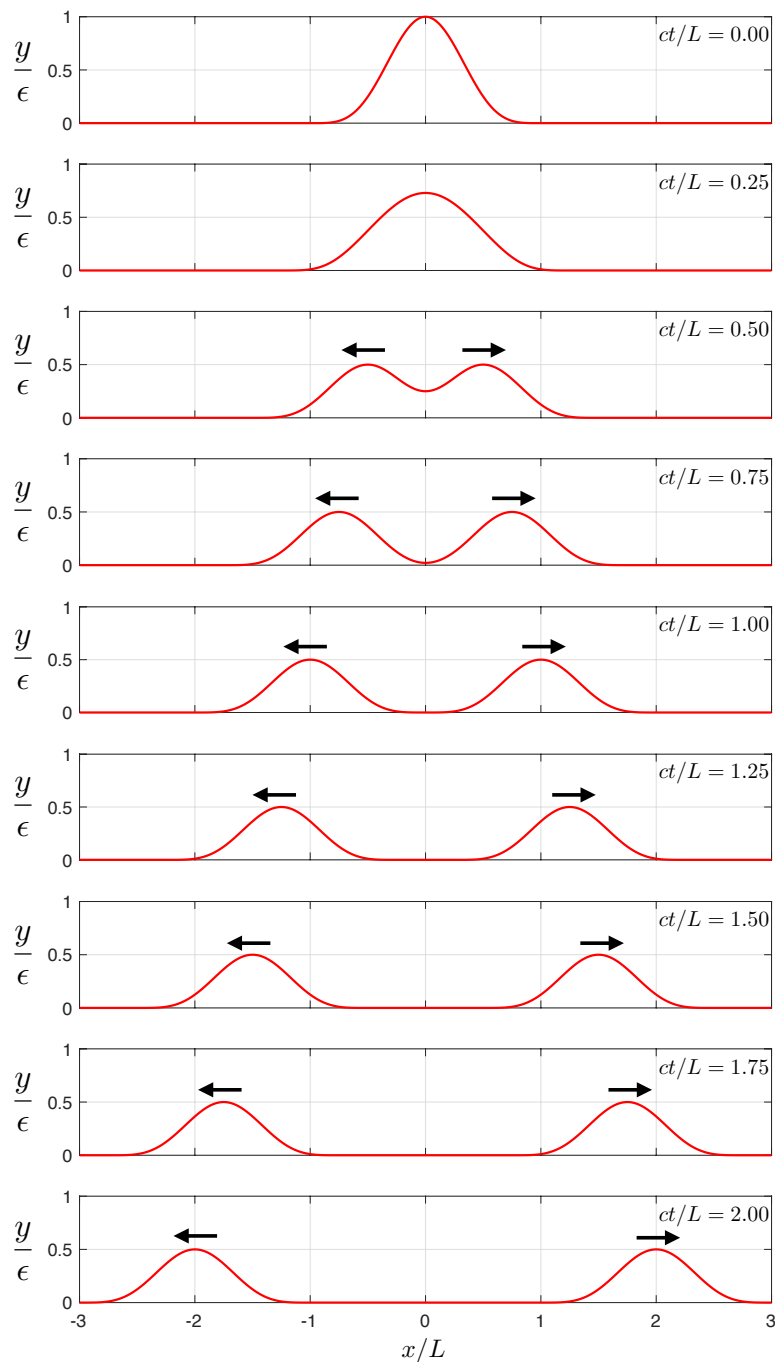 1
y/ϵ
0.5
0
ct/L = 0.00
1
y/ϵ
0.5
0
ct/L = 0.25
1
y/ϵ
0.5
0
ct/L = 0.50
1
y/ϵ
0.5
0
ct/L = 0.75
1
y/ϵ
0.5
0
ct/L = 1.00
1
y/ϵ
0.5
0
ct/L = 1.25
1
y/ϵ
0.5
0
ct/L = 1.50
1
y/ϵ
0.5
0
ct/L = 1.75
1
y/ϵ
0.5
0
ct/L = 2.00
-3 -2 -1 0 1 2 3
x/L